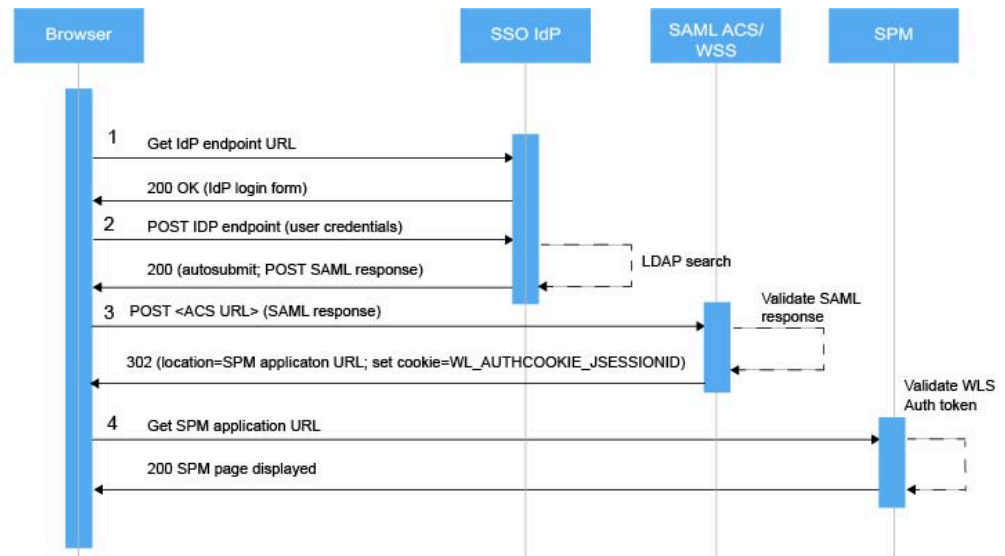 Browser
SSO IdP
SAML ACS/
WSS
SPM
1
Get IdP endpoint URL
200 OK (IdP login form)
2
POST IDP endpoint (user credentials)
LDAP search
200 (autosubmit; POST SAML response)
3
POST <ACS URL> (SAML response)
Validate SAML
response
302 (location=SPM applicaton URL; set cookie=WL_AUTHCOOKIE_JSESSIONID)
Validate WLS
Auth token
4
Get SPM application URL
200 SPM page displayed